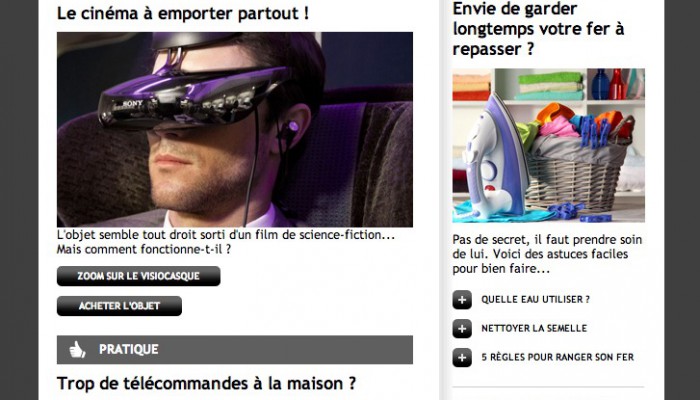 Le cinéma à emporter partout !
SONY
L'objet semble tout droit sorti d'un film de science-fiction...
Mais comment fonctionne-t-il ?
ZOOM SUR LE VISIOCASQUE
ACHETER L'OBJET
PRATIQUE
Trop de télécommandes à la maison ?
Envie de garder
longtemps votre fer à
repasser ?
Pas de secret, il faut prendre soin
de lui. Voici des astuces faciles
pour bien faire...
QUELLE EAU UTILISER ?
NETTOYER LA SEMELLE
5 RÈGLES POUR RANGER SON FER